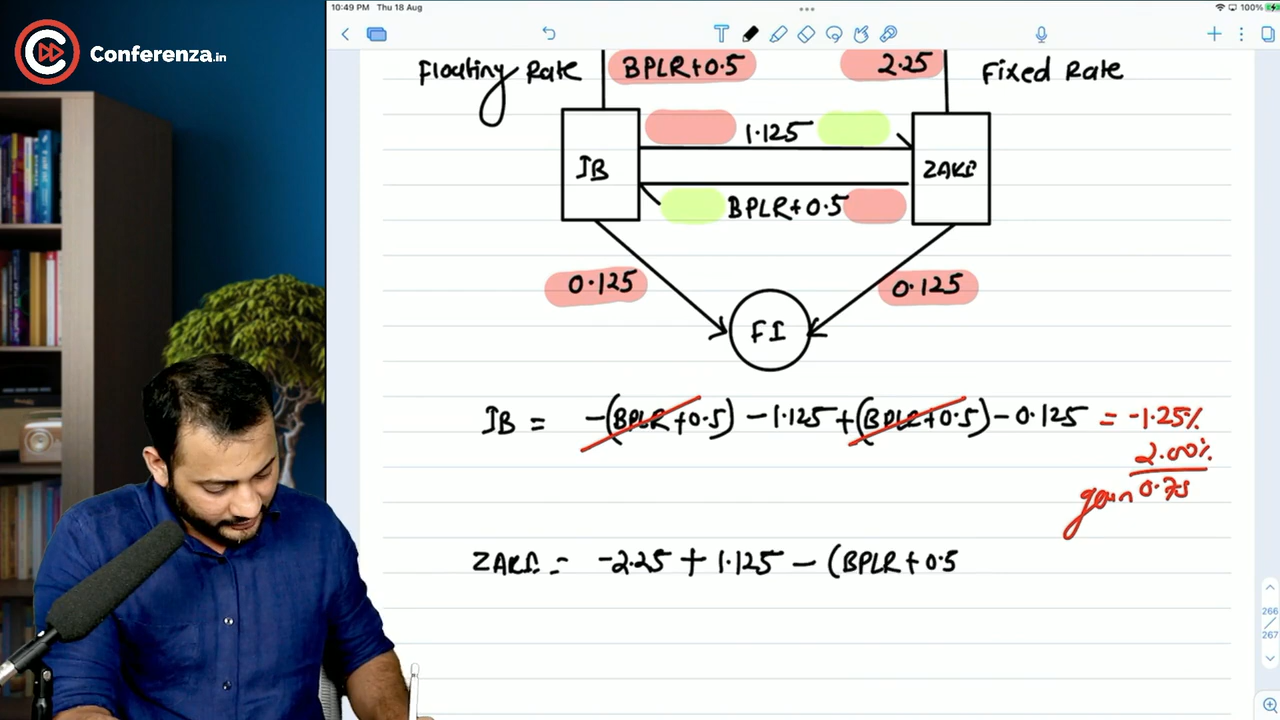 10:49 PM Thu 18 Aug
100%
Conferenza.in
Floating Rate BPLR+0.5 2.25 Fixed Rate
1.125
IB ZAKI
BPLR+0.5
0.125 0.125
FI
IB = -(BPLR+0.5) -1.125+(BPLR+0.5)-0.125 = -1.25%
2.00%
gain 0.75
ZAKI = -2.25 + 1.125 - (BPLR+0.5
266
267